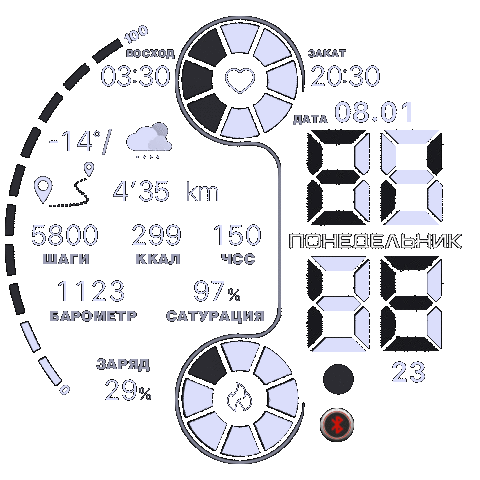 100
ВОСХОД
03:30
ЗАКАТ
20:30
ДАТА 08.01
-14°/
4'35 km
5800 299 150
ШАГИ ККАЛ ЧСС
ПОНЕДЕЛЬНИК
1123 97%
БАРОМЕТР САТУРАЦИЯ
ЗАРЯД
29%
0
23